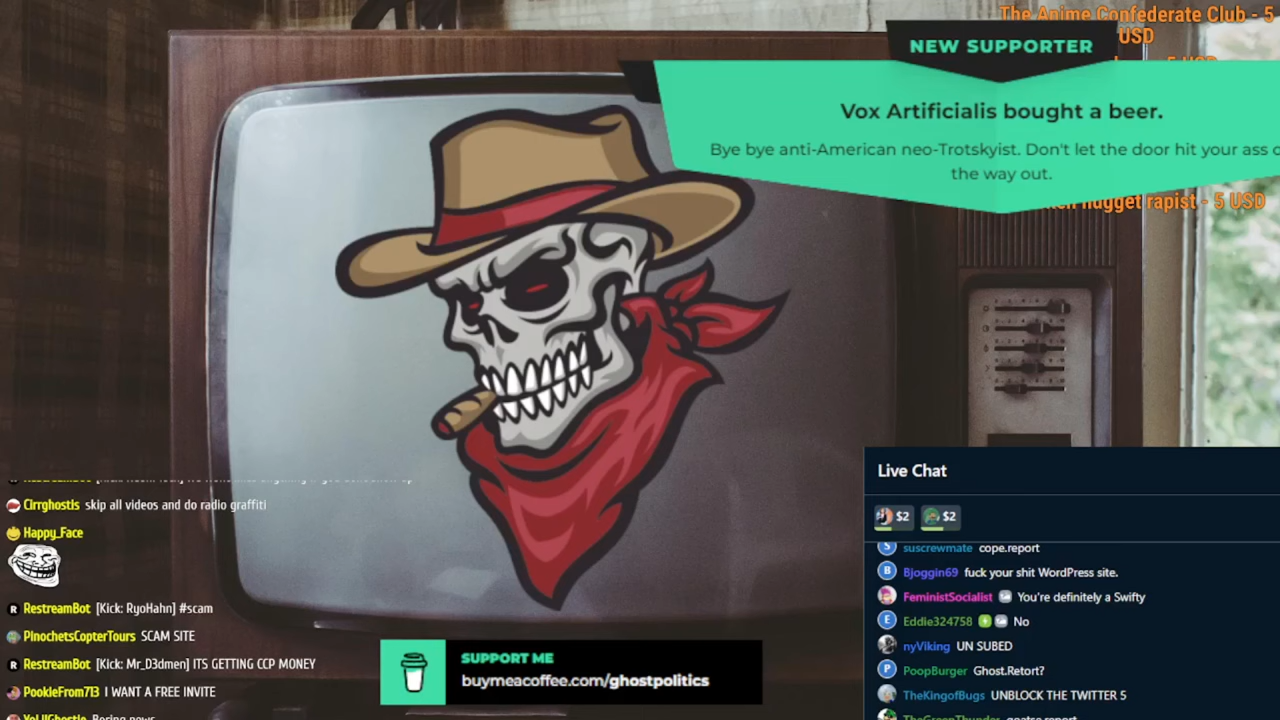 The Anime Confederate Club - 5
USD
NEW SUPPORTER
Vox Artificialis bought a beer.
Bye bye anti-American neo-Trotskyist. Don't let the door hit your ass
the way out.
nugget rapist - 5 USD
Cirrghostis skip all videos and do radio graffiti
Happy_Face
RestreamBot [Kick: RyoHahn] #scam
PInochetsCopterTours SCAM SITE
RestreamBot [Kick: Mr_D3dmen] ITS GETTING CCP MONEY
PookieFrom713 I WANT A FREE INVITE
Boring news
SUPPORT ME
buymeacoffee.com/ghostpolitics
Live Chat
$2 $2
suscrewmate cope.report
Bjoggin69 fuck your shit WordPress site.
FeministSocialist You're definitely a Swifty
Eddie324758 No
nyViking UN SUBED
PoopBurger Ghost.Retort?
TheKingofBugs UNBLOCK THE TWITTER 5
TheGreenThunder goatse.report